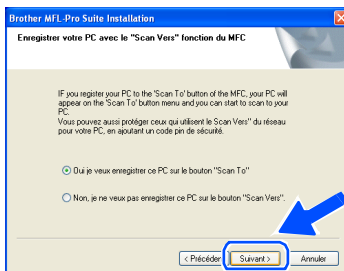 Brother MFL-Pro Suite Installation
Enregistrer votre PC avec le "Scan Vers" fonction du MFC
IF you register your PC to the 'Scan To' button of the MFC, your PC will
appear on the 'Scan To' button menu and you can start to scan to your
PC.
Vous pouvez aussi protéger ceux qui utilisent le Scan Vers" du réseau
pour votre PC, en ajoutant un code pin de sécurité.
Oui je veux enregistrer ce PC sur le bouton "Scan To"
Non, je ne veux pas enregistrer ce PC sur le bouton "Scan Vers".
< Précéder
Suivant >
Annuler